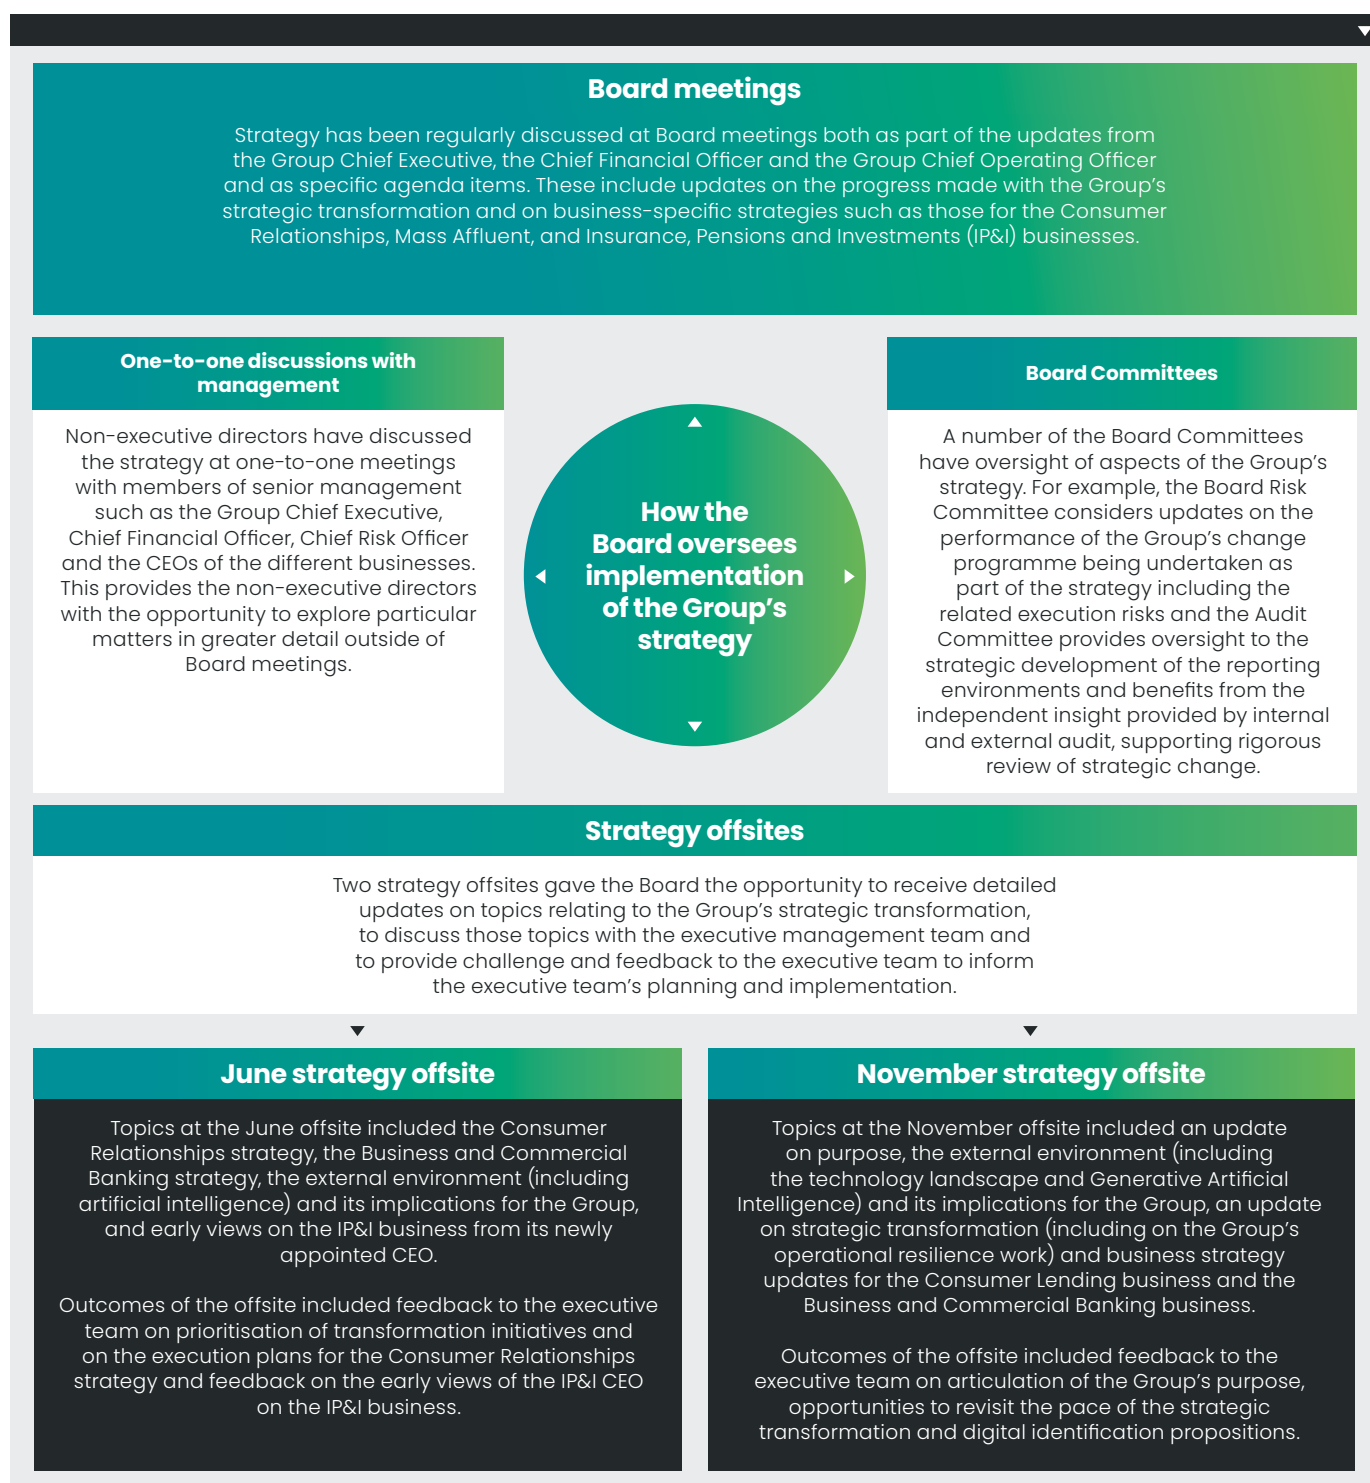 Board meetings
Strategy has been regularly discussed at Board meetings both as part of the updates from
the Group Chief Executive, the Chief Financial Officer and the Group Chief Operating Officer
and as specific agenda items. These include updates on the progress made with the Group’s
strategic transformation and on business-specific strategies such as those for the Consumer
Relationships, Mass Affluent, and Insurance, Pensions and Investments (IP&I) businesses.
One-to-one discussions with
management
Non-executive directors have discussed
the strategy at one-to-one meetings
with members of senior management
such as the Group Chief Executive,
Chief Financial Officer, Chief Risk Officer
and the CEOs of the different businesses.
This provides the non-executive directors
with the opportunity to explore particular
matters in greater detail outside of
Board meetings.
How the
Board oversees
implementation
of the Group’s
strategy
Board Committees
A number of the Board Committees
have oversight of aspects of the Group’s
strategy. For example, the Board Risk
Committee considers updates on the
performance of the Group’s change
programme being undertaken as
part of the strategy including the
related execution risks and the Audit
Committee provides oversight to the
strategic development of the reporting
environments and benefits from the
independent insight provided by internal
and external audit, supporting rigorous
review of strategic change.
Strategy offsites
Two strategy offsites gave the Board the opportunity to receive detailed
updates on topics relating to the Group’s strategic transformation,
to discuss those topics with the executive management team and
to provide challenge and feedback to the executive team to inform
the executive team’s planning and implementation.
June strategy offsite
Topics at the June offsite included the Consumer
Relationships strategy, the Business and Commercial
Banking strategy, the external environment (including
artificial intelligence) and its implications for the Group,
and early views on the IP&I business from its newly
appointed CEO.
Outcomes of the offsite included feedback to the executive
team on prioritisation of transformation initiatives and
on the execution plans for the Consumer Relationships
strategy and feedback on the early views of the IP&I CEO
on the IP&I business.
November strategy offsite
Topics at the November offsite included an update
on purpose, the external environment (including
the technology landscape and Generative Artificial
Intelligence) and its implications for the Group, an update
on strategic transformation (including on the Group’s
operational resilience work) and business strategy
updates for the Consumer Lending business and the
Business and Commercial Banking business.
Outcomes of the offsite included feedback to the
executive team on articulation of the Group’s purpose,
opportunities to revisit the pace of the strategic
transformation and digital identification propositions.